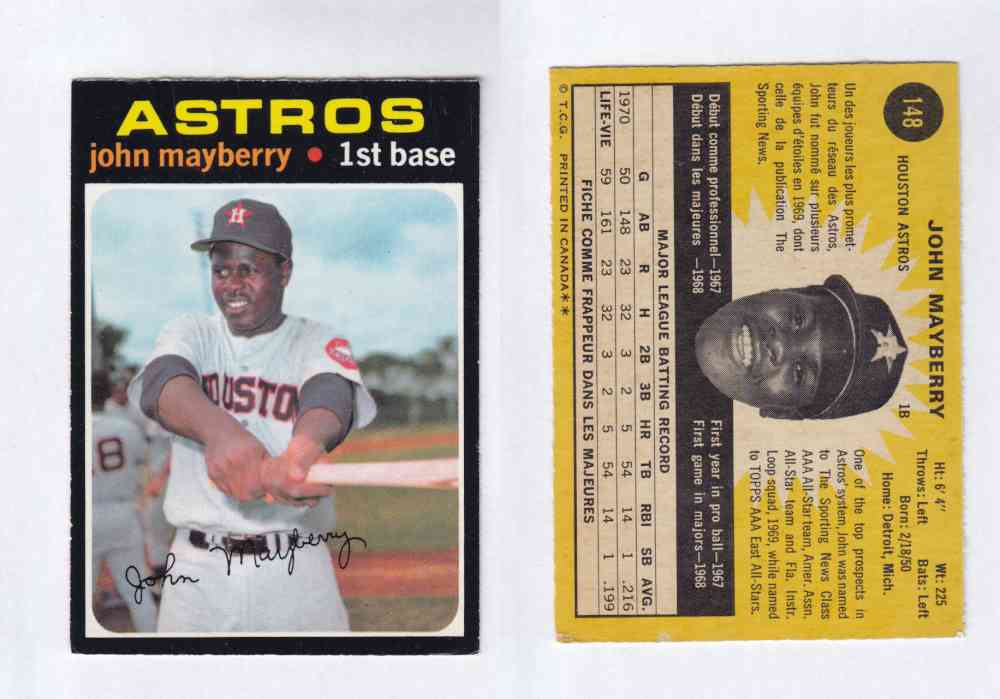 ASTROS
john mayberry • 1st base
H
HOUSTON
8
John Mayberry
148
JOHN MAYBERRY
HOUSTON ASTROS 1B
Ht: 6' 4" Wt: 225
Throws: Left Bats: Left
Born: 2/18/50
Home: Detroit, Mich.
Un des joueurs les plus promet-
teurs du réseau des Astros,
John fut nommé sur plusieurs
équipes d'étoiles en 1969, dont
celle de la publication The
Sporting News.
One of the top prospects in
Astros' system, John was named
to The Sporting News Class
AAA All-Star team, Amer. Assn.
All-Star team and Fla. Instr.
Loop squad, 1969, while named
to TOPPS AAA East All-Stars.
Début comme professionnel—1967
Début dans les majeures —1968
First year in pro ball—1967
First game in majors—1968
MAJOR LEAGUE BATTING RECORD
G AB R H 2B 3B HR TB RBI SB AVG.
1970 50 148 23 32 3 2 5 54 14 1 .216
LIFE-VIE 59 161 23 32 3 2 5 54 14 1 .199
FICHE COMME FRAPPEUR DANS LES MAJEURES
© T.C.G. PRINTED IN CANADA**